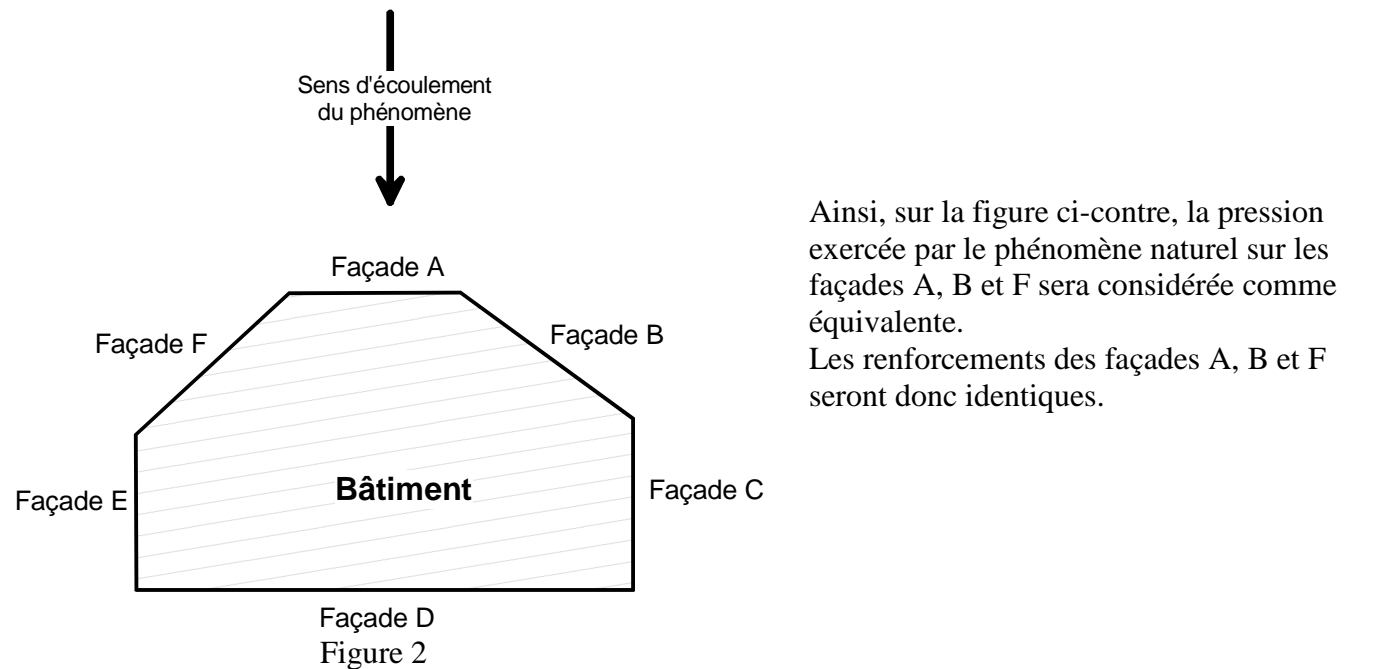 Sens d'écoulement
du phénomène
Façade A
Façade B
Façade F
Bâtiment
Façade E
Façade C
Façade D
Figure 2
Ainsi, sur la figure ci-contre, la pression
exercée par le phénomène naturel sur les
façades A, B et F sera considérée comme
équivalente.
Les renforcements des façades A, B et F
seront donc identiques.